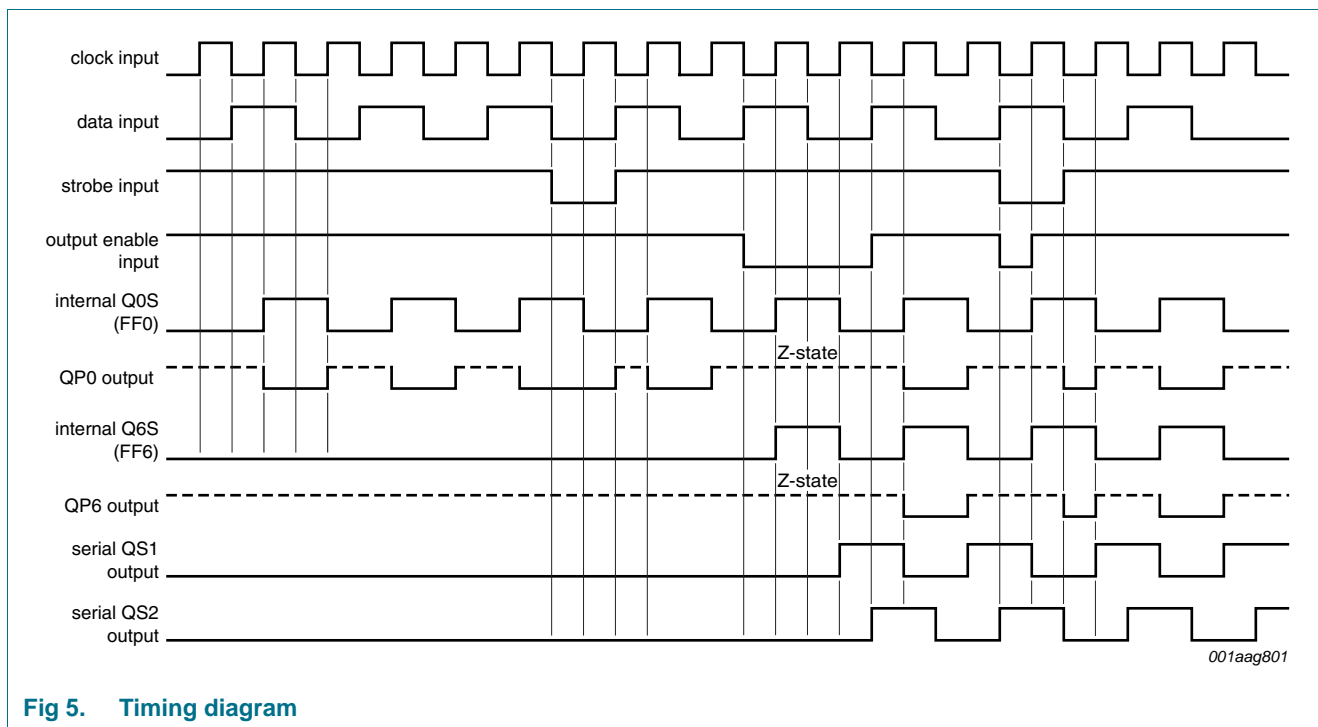 clock input
data input
strobe input
output enable
input
internal Q0S
(FF0)
Z-state
QP0 output
internal Q6S
(FF6)
Z-state
QP6 output
serial QS1
output
serial QS2
output
001aag801
Fig 5. Timing diagram